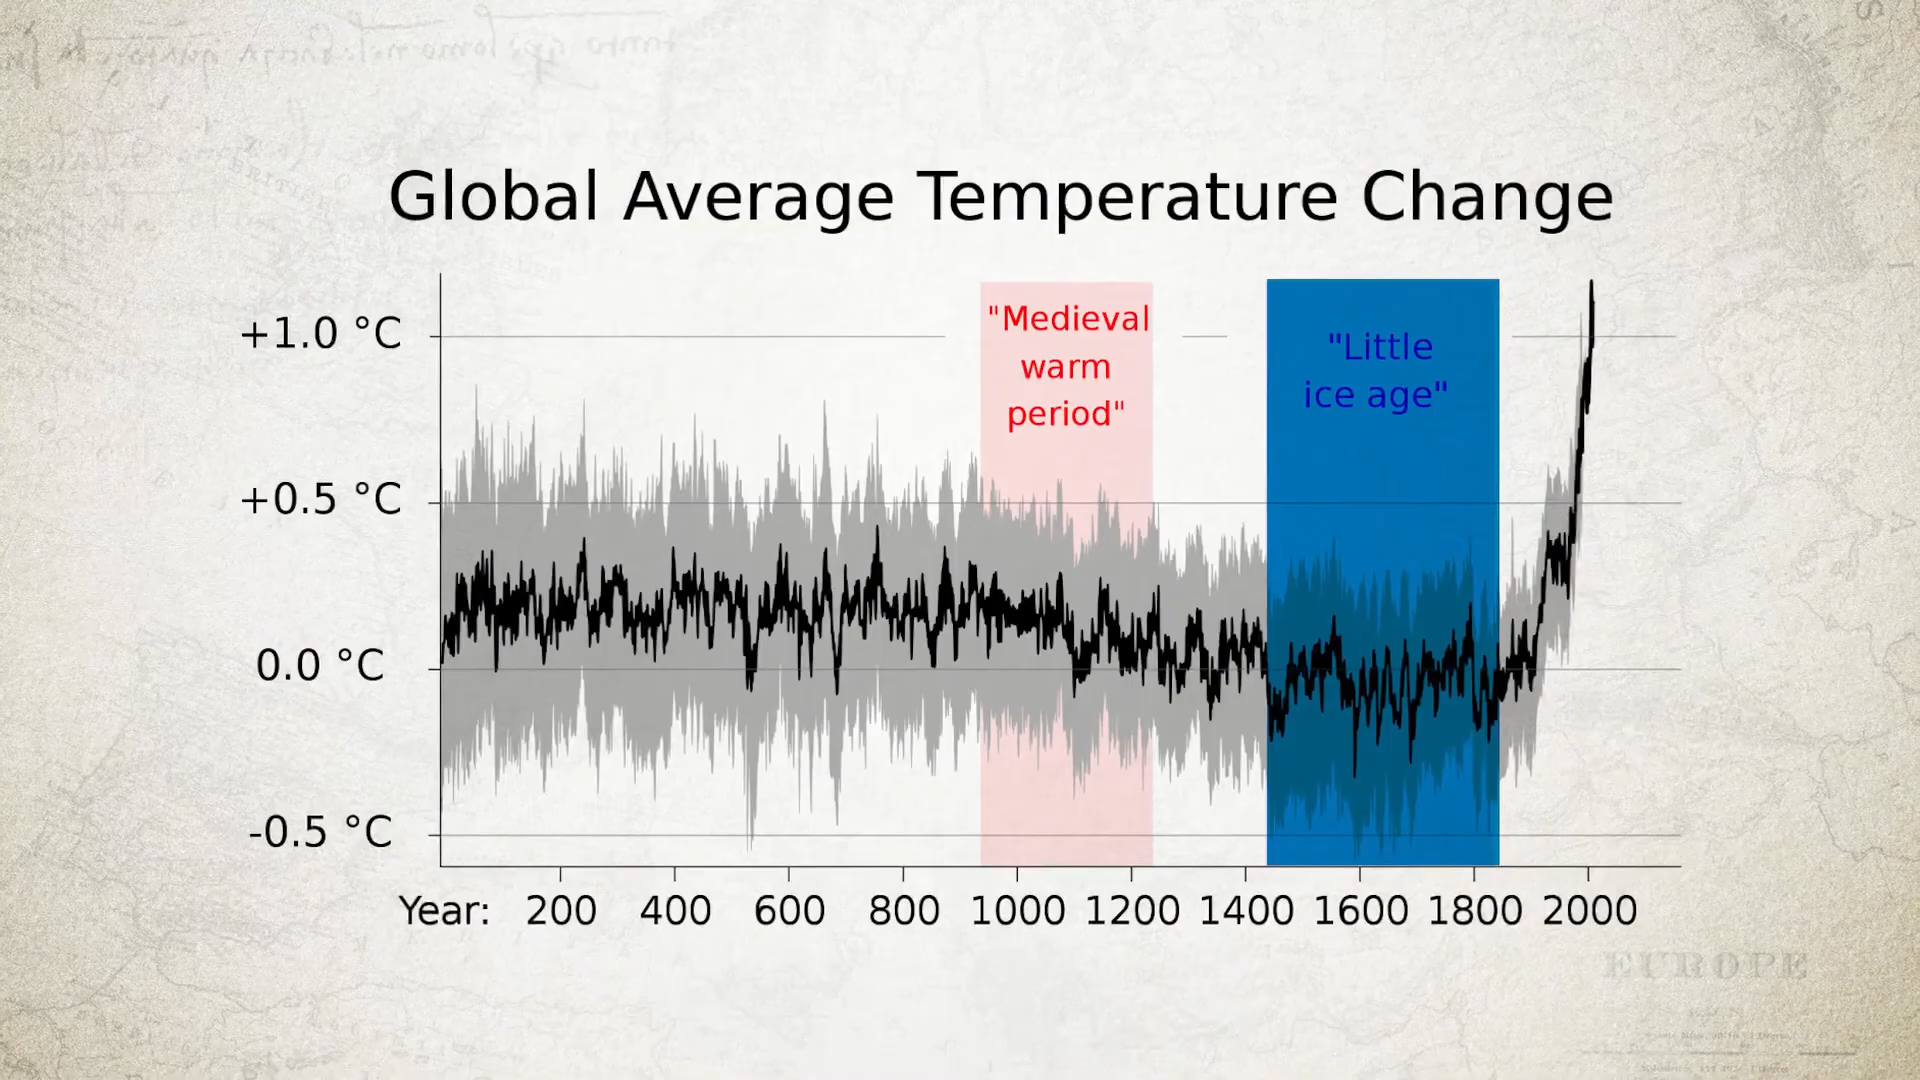 Global Average Temperature Change
"Medieval
warm
period"
"Little
ice age"
+1.0 °C
+0.5 °C
0.0 °C
-0.5 °C
Year: 200 400 600 800 1000 1200 1400 1600 1800 2000
EUROPE